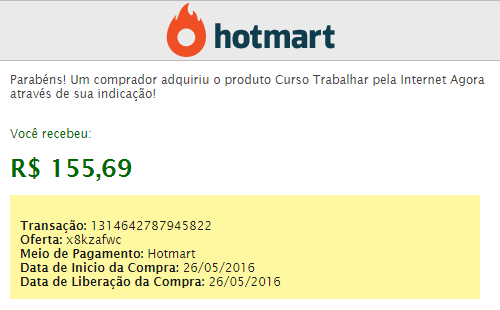 hotmart
Parabéns! Um comprador adquiriu o produto Curso Trabalhar pela Internet Agora
através de sua indicação!
Você recebeu:
R$ 155,69
Transação: 1314642787945822
Oferta: x8kzafwc
Meio de Pagamento: Hotmart
Data de Inicio da Compra: 26/05/2016
Data de Liberação da Compra: 26/05/2016